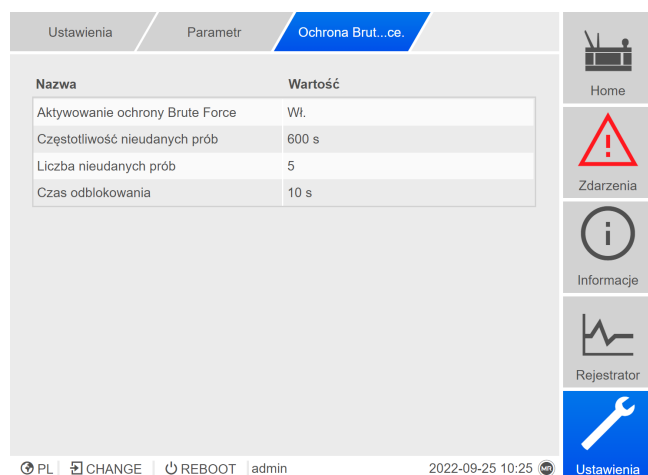 Ustawienia Parametr Ochrona Brut...ce.
Nazwa Wartość
Aktywowanie ochrony Brute Force Wł.
Częstotliwość nieudanych prób 600 s
Liczba nieudanych prób 5
Czas odblokowania 10 s
Home
Zdarzenia
Informacje
Rejestrator
Ustawienia
PL CHANGE REBOOT admin 2022-09-25 10:25 MR